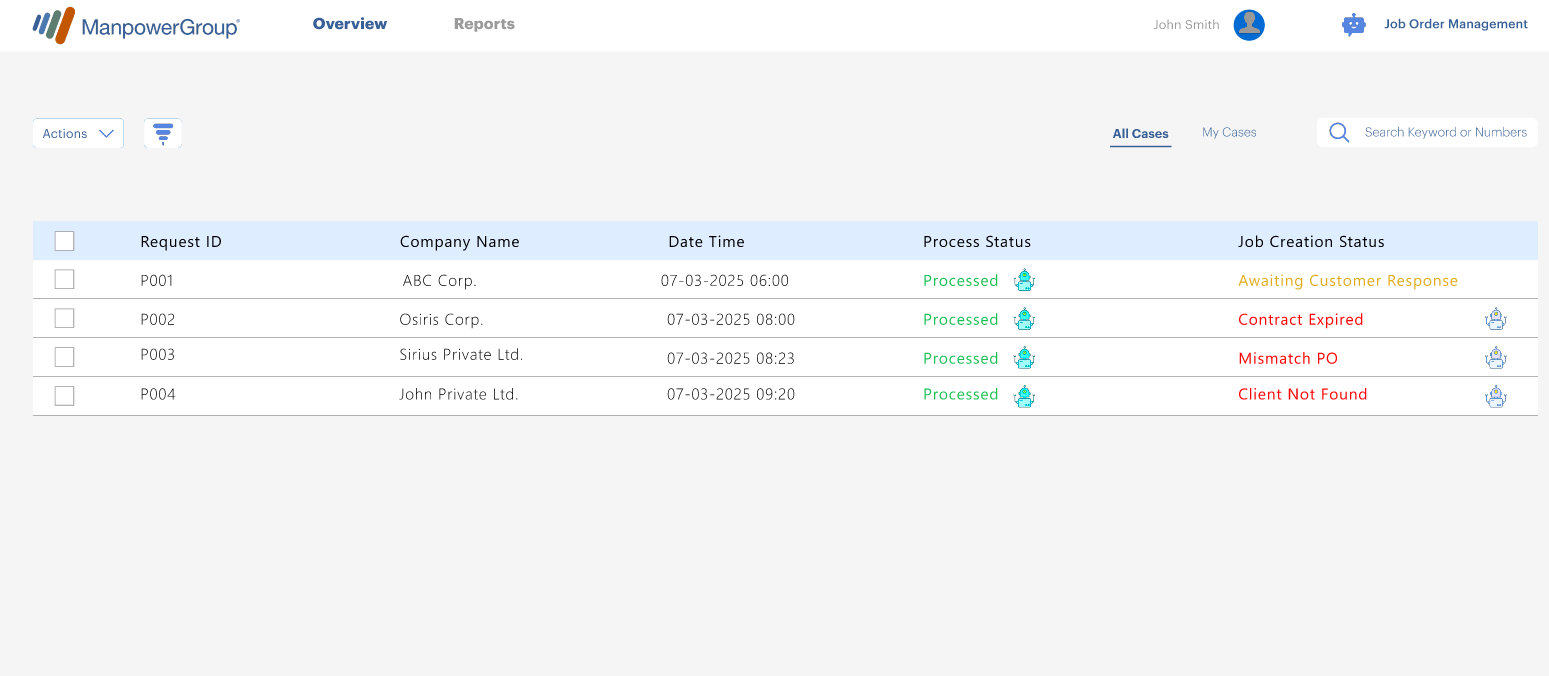 ManpowerGroup® Overview Reports John Smith Job Order Management
Actions All Cases My Cases Search Keyword or Numbers
Request ID Company Name Date Time Process Status Job Creation Status
P001 ABC Corp. 07-03-2025 06:00 Processed Awaiting Customer Response
P002 Osiris Corp. 07-03-2025 08:00 Processed Contract Expired
P003 Sirius Private Ltd. 07-03-2025 08:23 Processed Mismatch PO
P004 John Private Ltd. 07-03-2025 09:20 Processed Client Not Found